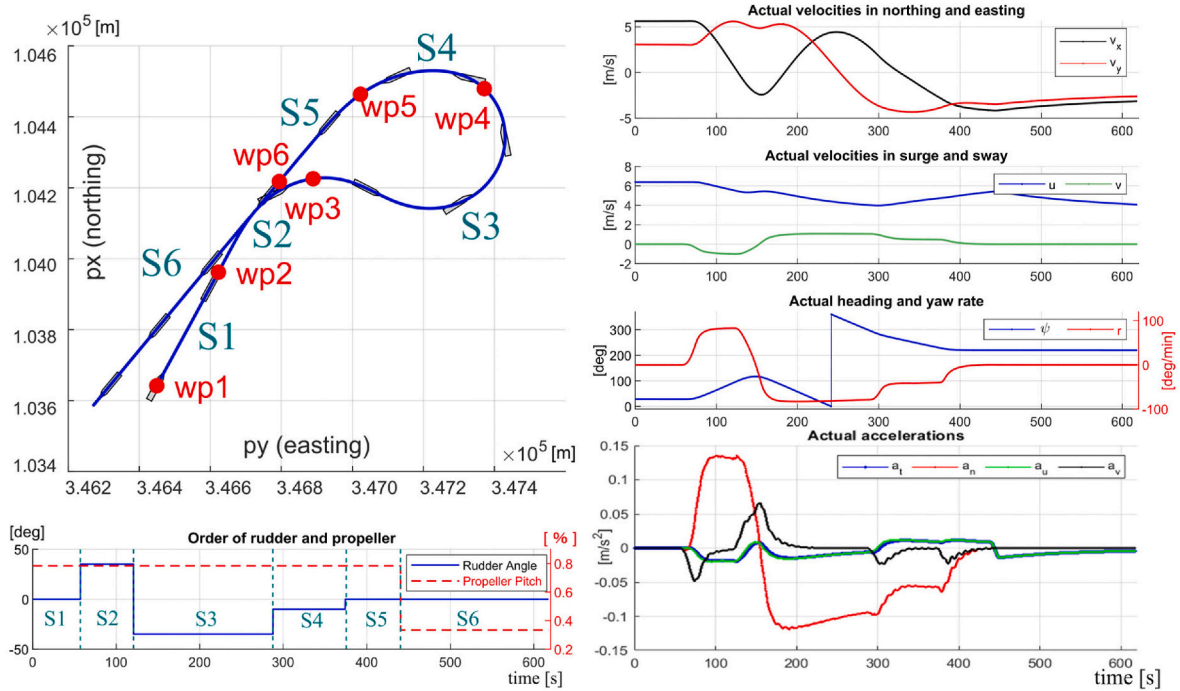 ×10⁵ [m]
1.046
1.044
1.042
1.040
1.038
1.036
1.034
px (northing)
S4
wp5
wp4
S5
wp6
wp3
S3
S2
S6
wp2
S1
wp1
py (easting)
×10⁵ [m]
3.462 3.464 3.466 3.468 3.470 3.472 3.474
[deg]
Order of rudder and propeller
[ % ]
50
0
-50
0.8
0.6
0.4
0.2
Rudder Angle
Propeller Pitch
S1 S2 S3 S4 S5 S6
0 100 200 300 400 500 600
time [s]
Actual velocities in northing and easting
[m/s]
5
0
-5
vₓ
v_y
0 100 200 300 400 500 600
Actual velocities in surge and sway
[m/s]
8
6
4
2
0
-2
u v
0 100 200 300 400 500 600
Actual heading and yaw rate
[deg]
300
200
100
0
ψ r
100
0
-100
[deg/min]
0 100 200 300 400 500 600
Actual accelerations
[m/s²]
0.15
0.1
0.05
0
-0.05
-0.1
-0.15
a_t a_n a_u a_v
0 100 200 300 400 500 600
time [s]